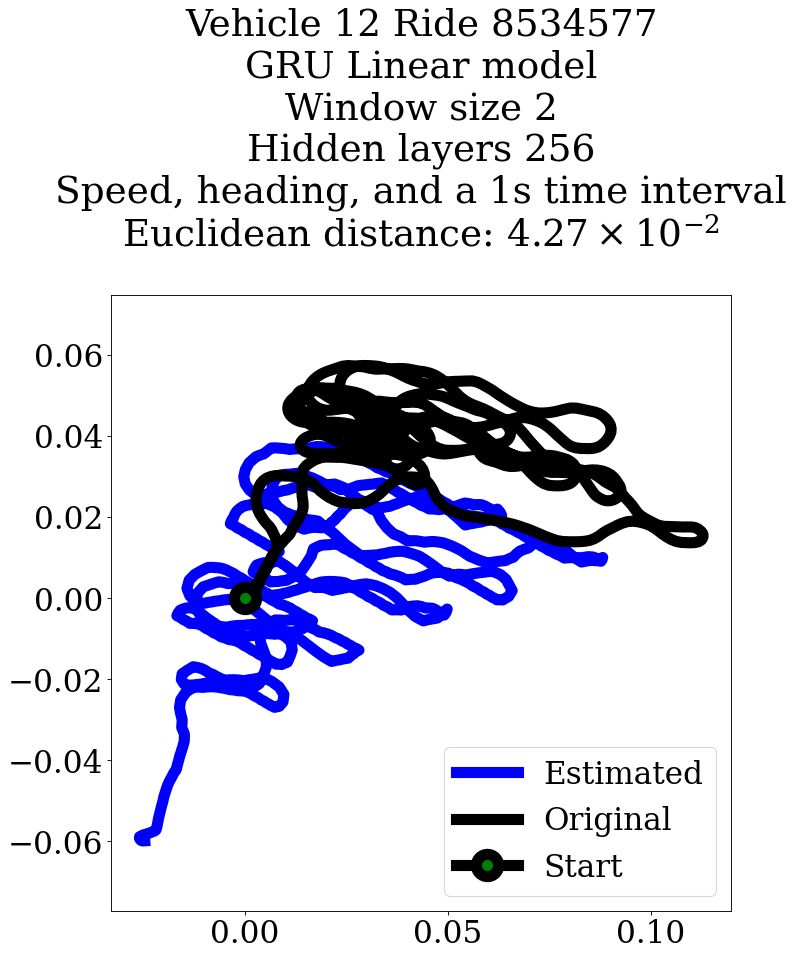 Vehicle 12 Ride 8534577
GRU Linear model
Window size 2
Hidden layers 256
Speed, heading, and a 1s time interval
Euclidean distance: 4.27 × 10⁻²
0.06
0.04
0.02
0.00
−0.02
−0.04
−0.06
Estimated
Original
Start
0.00 0.05 0.10